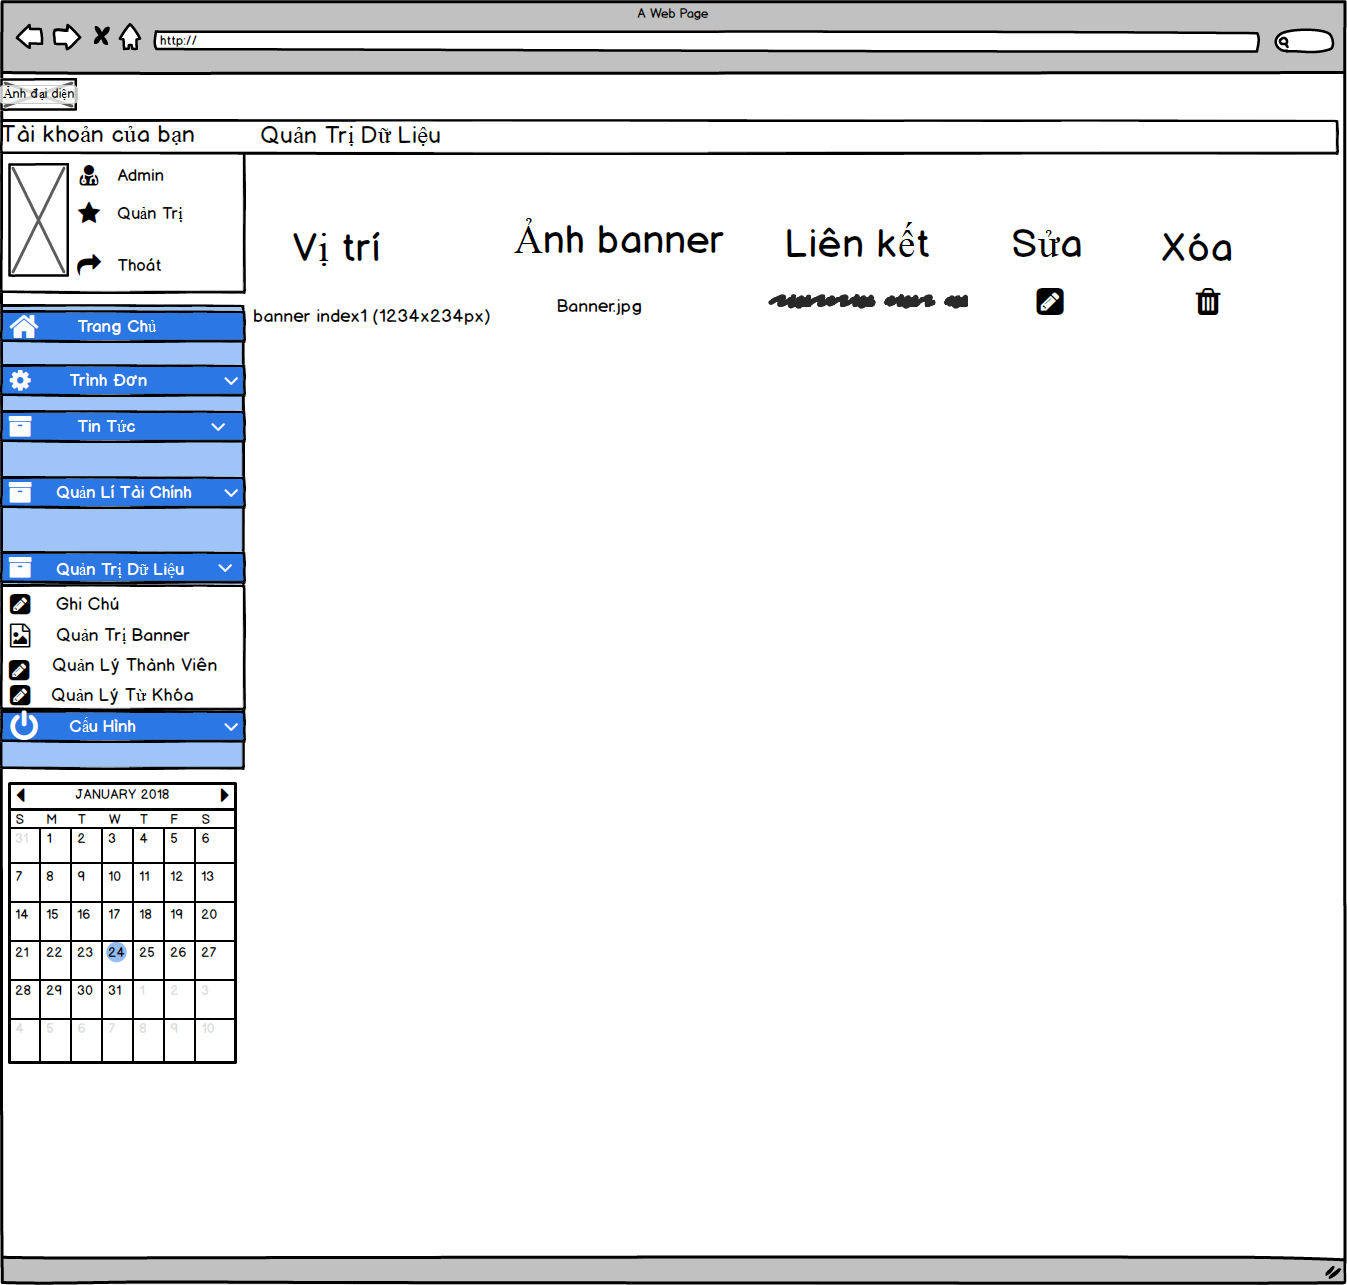 A Web Page
http://
Ảnh đại diện
Tài khoản của bạn
Quản Trị Dữ Liệu
Admin
Quản Trị
Thoát
Vị trí Ảnh banner Liên kết Sửa Xóa
banner index1 (1234x234px) Banner.jpg
Trang Chủ
Trình Đơn
Tin Tức
Quản Lí Tài Chính
Quản Trị Dữ Liệu
Ghi Chú
Quản Trị Banner
Quản Lý Thành Viên
Quản Lý Từ Khóa
Cấu Hình
JANUARY 2018
S M T W T F S
31 1 2 3 4 5 6
7 8 9 10 11 12 13
14 15 16 17 18 19 20
21 22 23 24 25 26 27
28 29 30 31 1 2 3
4 5 6 7 8 9 10